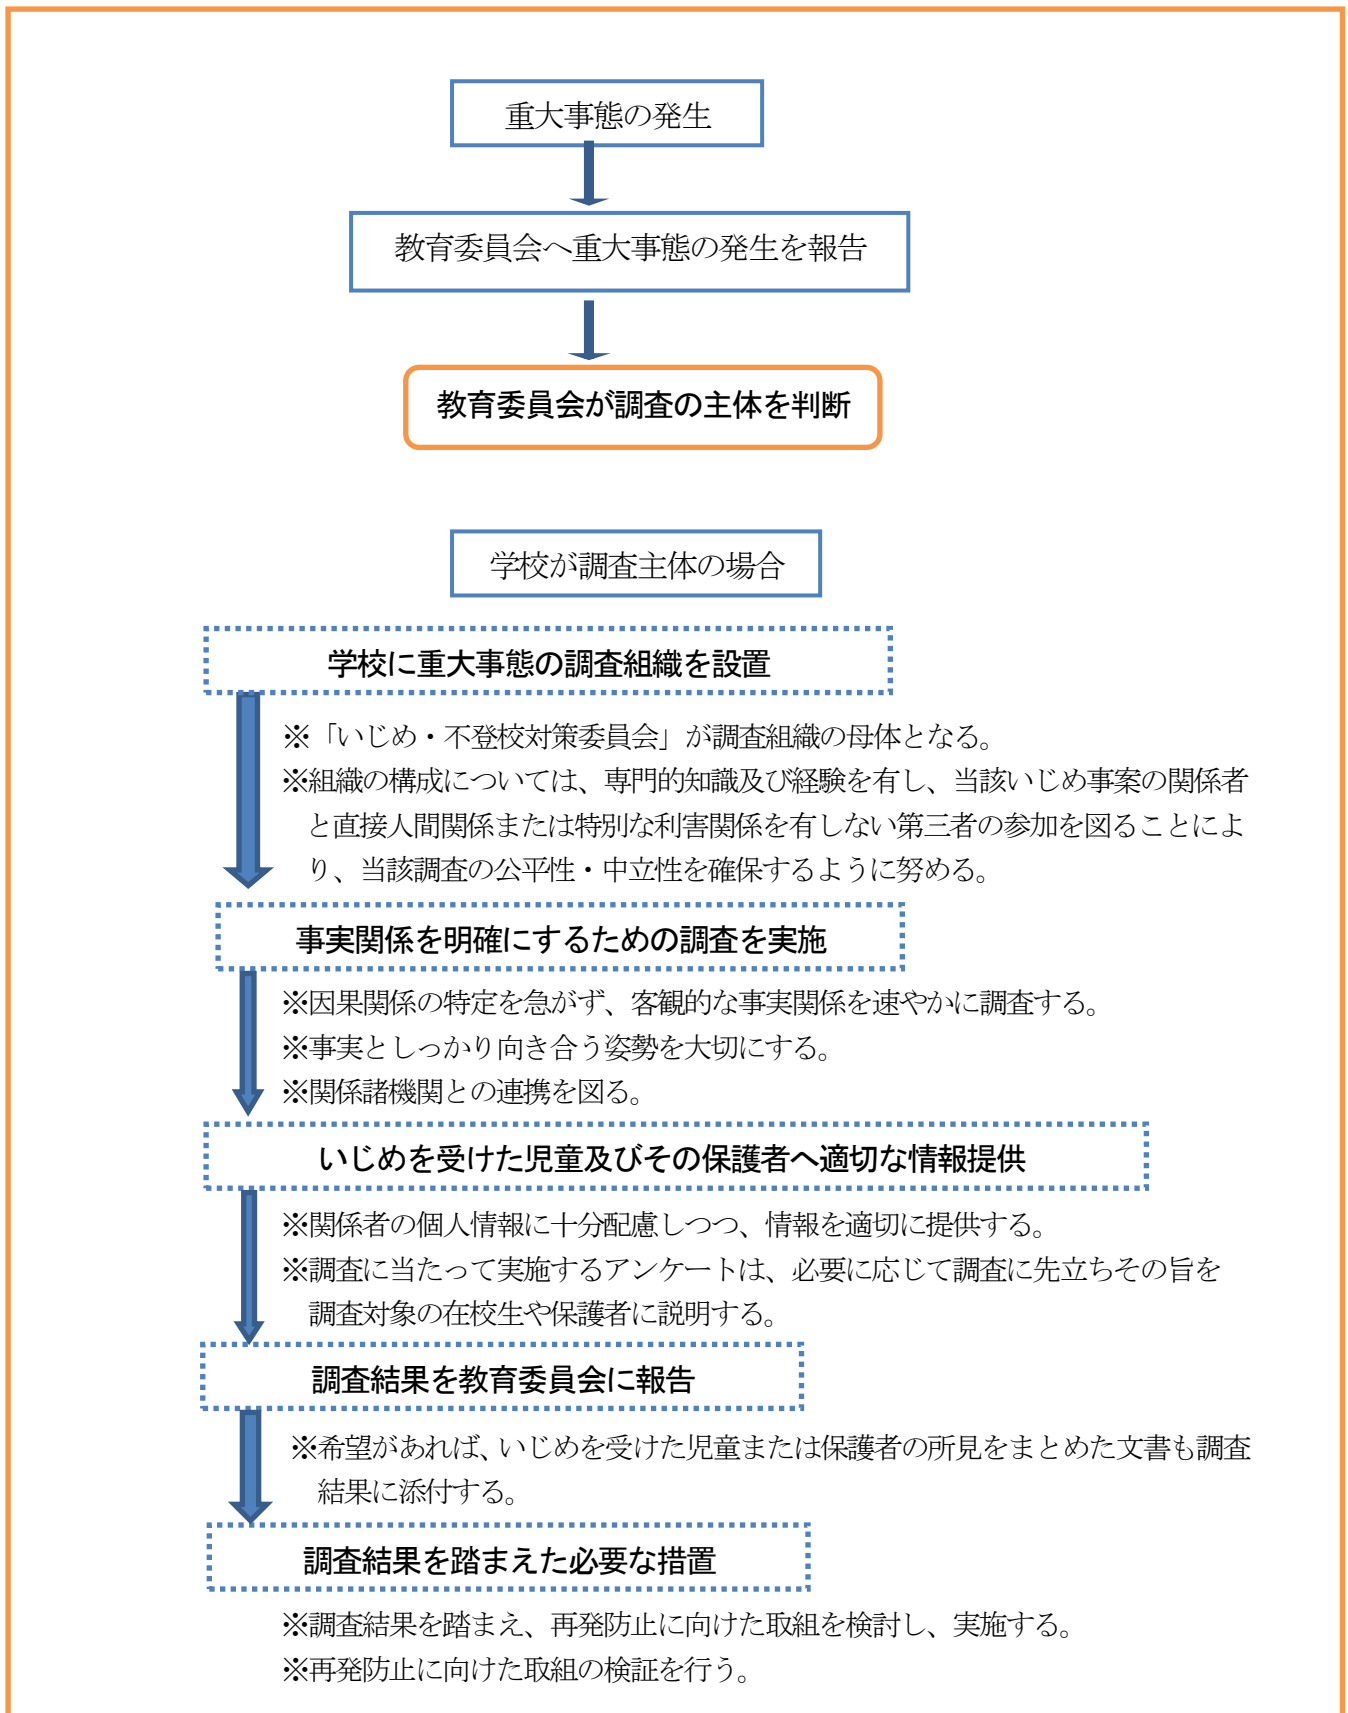 重大事態の発生
教育委員会へ重大事態の発生を報告
教育委員会が調査の主体を判断
学校が調査主体の場合
学校に重大事態の調査組織を設置
※「いじめ・不登校対策委員会」が調査組織の母体となる。
※組織の構成については、専門的知識及び経験を有し、当該いじめ事案の関係者
と直接人間関係または特別な利害関係を有しない第三者の参加を図ることによ
り、当該調査の公平性・中立性を確保するように努める。
事実関係を明確にするための調査を実施
※因果関係の特定を急がず、客観的な事実関係を速やかに調査する。
※事実としっかり向き合う姿勢を大切にする。
※関係諸機関との連携を図る。
いじめを受けた児童及びその保護者へ適切な情報提供
※関係者の個人情報に十分配慮しつつ、情報を適切に提供する。
※調査に当たって実施するアンケートは、必要に応じて調査に先立ちその旨を
調査対象の在校生や保護者に説明する。
調査結果を教育委員会に報告
※希望があれば、いじめを受けた児童または保護者の所見をまとめた文書も調査
結果に添付する。
調査結果を踏まえた必要な措置
※調査結果を踏まえ、再発防止に向けた取組を検討し、実施する。
※再発防止に向けた取組の検証を行う。